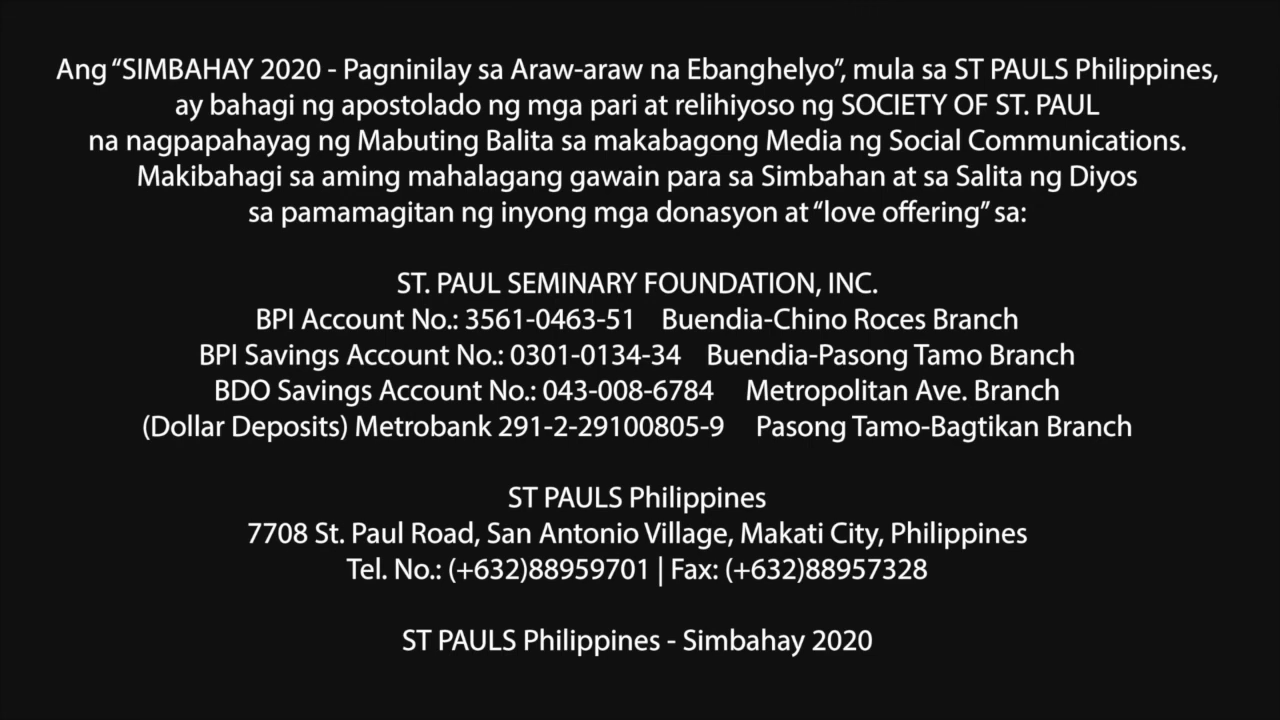 Ang “SIMBAHAY 2020 - Pagninilay sa Araw-araw na Ebanghelyo”, mula sa ST PAULS Philippines,
ay bahagi ng apostolado ng mga pari at relihiyoso ng SOCIETY OF ST. PAUL
na nagpapahayag ng Mabuting Balita sa makabagong Media ng Social Communications.
Makibahagi sa aming mahalagang gawain para sa Simbahan at sa Salita ng Diyos
sa pamamagitan ng inyong mga donasyon at “love offering” sa:
ST. PAUL SEMINARY FOUNDATION, INC.
BPI Account No.: 3561-0463-51 Buendia-Chino Roces Branch
BPI Savings Account No.: 0301-0134-34 Buendia-Pasong Tamo Branch
BDO Savings Account No.: 043-008-6784 Metropolitan Ave. Branch
(Dollar Deposits) Metrobank 291-2-29100805-9 Pasong Tamo-Bagtikan Branch
ST PAULS Philippines
7708 St. Paul Road, San Antonio Village, Makati City, Philippines
Tel. No.: (+632)88959701 | Fax: (+632)88957328
ST PAULS Philippines - Simbahay 2020